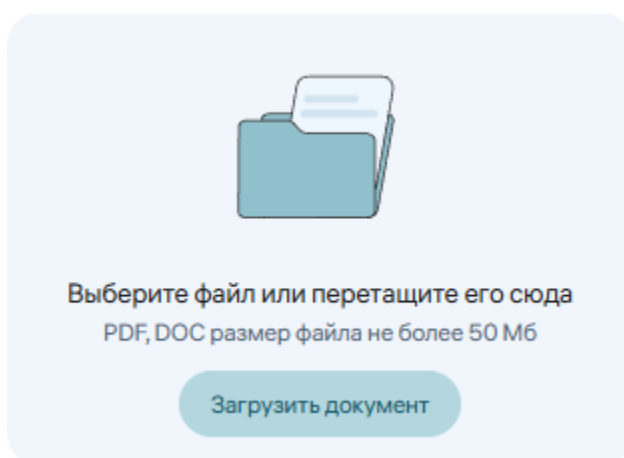 Выберите файл или перетащите его сюда
PDF, DOC размер файла не более 50 Мб
Загрузить документ